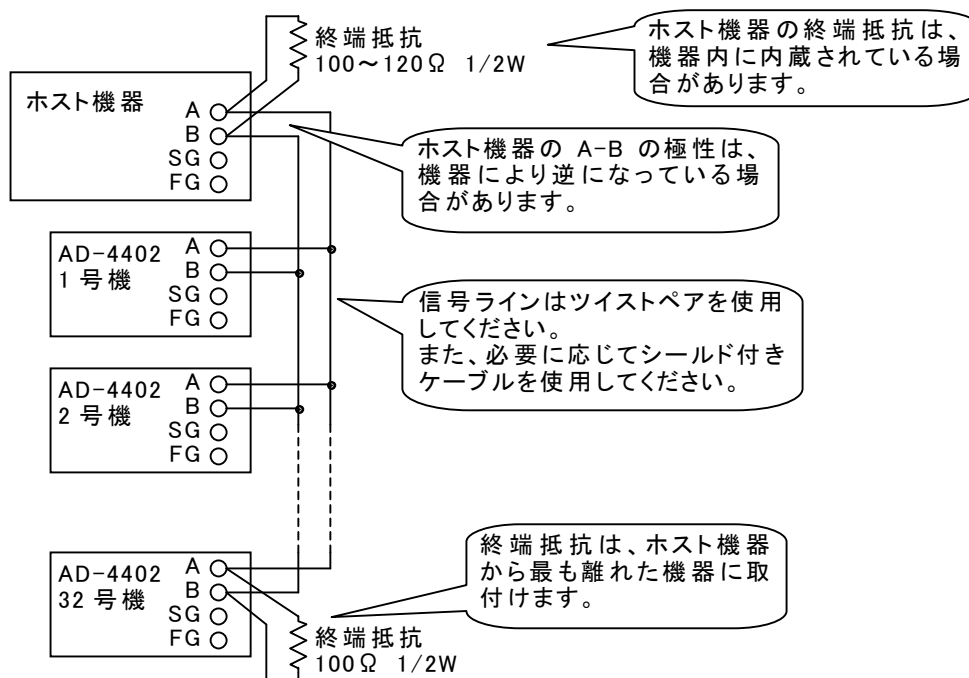 終端抵抗
100～120Ω 1/2W
ホスト機器の終端抵抗は、
機器内に内蔵されている場
合があります。
ホスト機器
A
B
SG
FG
ホスト機器の A-B の極性は、
機器により逆になっている場
合があります。
AD-4402
1 号機
A
B
SG
FG
信号ラインはツイストペアを使用
してください。
また、必要に応じてシールド付き
ケーブルを使用してください。
AD-4402
2 号機
A
B
SG
FG
終端抵抗は、ホスト機器
から最も離れた機器に取
付けます。
AD-4402
32 号機
A
B
SG
FG
終端抵抗
100Ω 1/2W